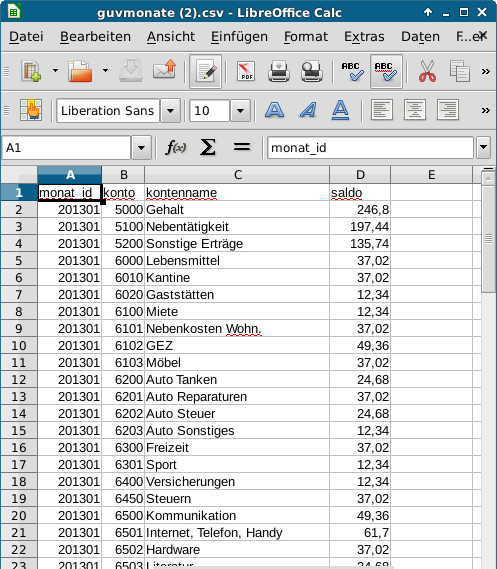 guvmonate (2).csv - LibreOffice Calc
Datei Bearbeiten Ansicht Einfügen Format Extras Daten F...er
PDF ABC ABC
Liberation Sans 10
A1 f(x) Σ = monat_id
A B C D E
1 monat_id konto kontenname saldo
2 201301 5000 Gehalt 246,8
3 201301 5100 Nebentätigkeit 197,44
4 201301 5200 Sonstige Erträge 135,74
5 201301 6000 Lebensmittel 37,02
6 201301 6010 Kantine 37,02
7 201301 6020 Gaststätten 12,34
8 201301 6100 Miete 12,34
9 201301 6101 Nebenkosten Wohn. 37,02
10 201301 6102 GEZ 49,36
11 201301 6103 Möbel 37,02
12 201301 6200 Auto Tanken 24,68
13 201301 6201 Auto Reparaturen 37,02
14 201301 6202 Auto Steuer 24,68
15 201301 6203 Auto Sonstiges 12,34
16 201301 6300 Freizeit 37,02
17 201301 6301 Sport 12,34
18 201301 6400 Versicherungen 12,34
19 201301 6450 Steuern 37,02
20 201301 6500 Kommunikation 49,36
21 201301 6501 Internet, Telefon, Handy 61,7
22 201301 6502 Hardware 37,02
23 201301 6503 Literatur 24,68